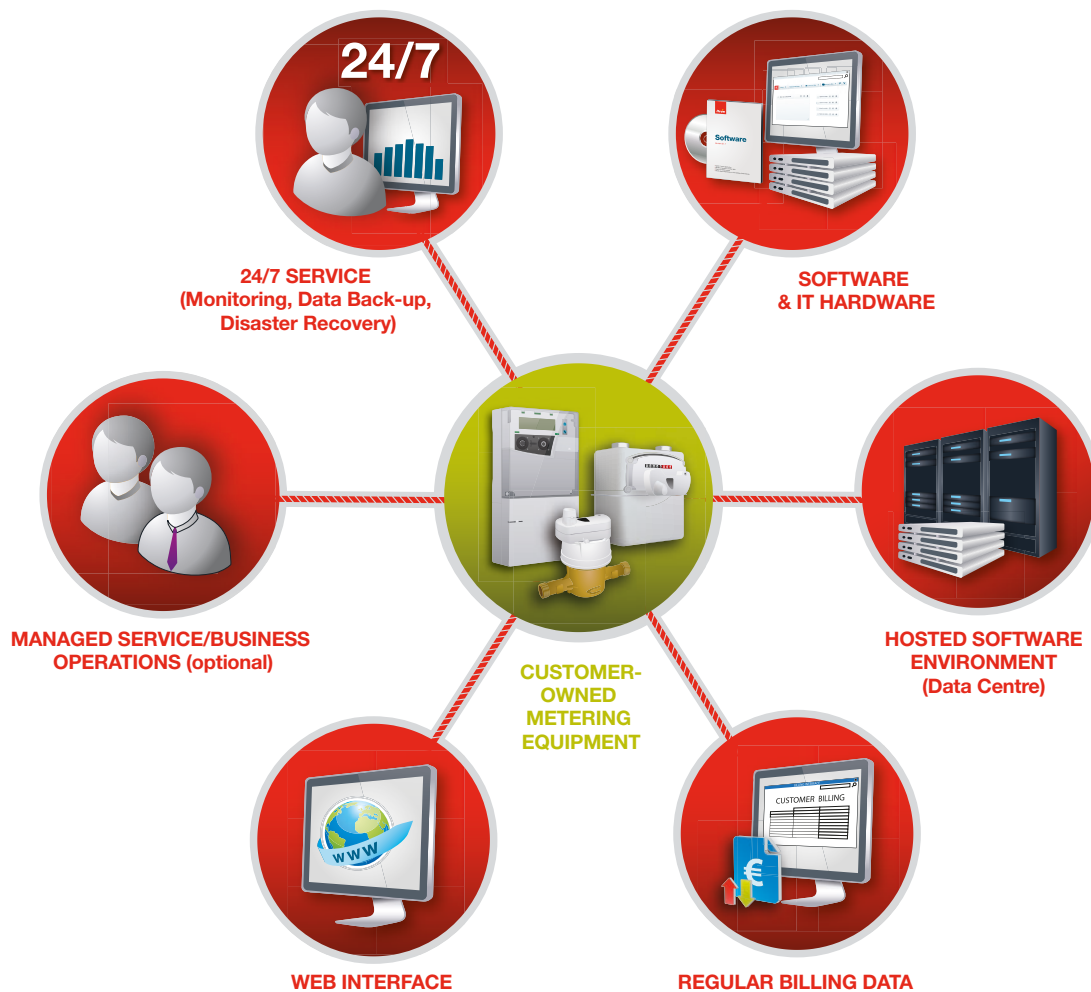 24/7
Software
24/7 SERVICE
(Monitoring, Data Back-up,
Disaster Recovery)
SOFTWARE
& IT HARDWARE
MANAGED SERVICE/BUSINESS
OPERATIONS (optional)
HOSTED SOFTWARE
ENVIRONMENT
(Data Centre)
CUSTOMER-
OWNED
METERING
EQUIPMENT
WWW
CUSTOMER BILLING
€
WEB INTERFACE
REGULAR BILLING DATA